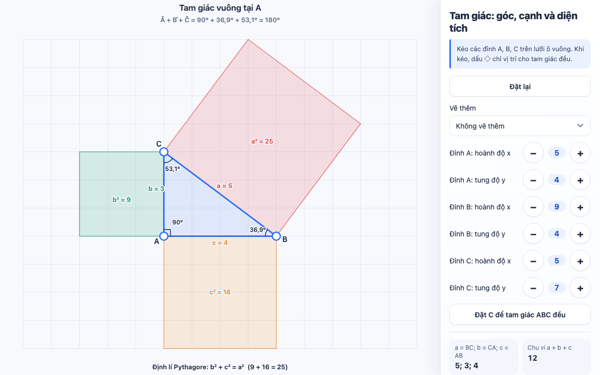 Tam giác vuông tại A
Â + B̂ + Ĉ = 90° + 36,9° + 53,1° = 180°
C
53,1°
a² = 25
b² = 9
b = 3
a = 5
90°
36,9°
A
B
c = 4
c² = 16
Định lí Pythagore: b² + c² = a² (9 + 16 = 25)
Tam giác: góc, cạnh và diện
tích
Kéo các đỉnh A, B, C trên lưới ô vuông. Khi
kéo, dấu ◇ chỉ vị trí cho tam giác đều.
Đặt lại
Vẽ thêm
Không vẽ thêm
Đỉnh A: hoành độ x − 5 +
Đỉnh A: tung độ y − 4 +
Đỉnh B: hoành độ x − 9 +
Đỉnh B: tung độ y − 4 +
Đỉnh C: hoành độ x − 5 +
Đỉnh C: tung độ y − 7 +
Đặt C để tam giác ABC đều
a = BC; b = CA; c =
AB
5; 3; 4
Chu vi a + b + c
12